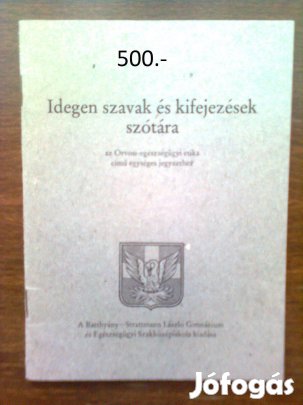 500.-
Idegen szavak és kifejezések
szótára
az Orvosi-egészségügyi etika
című egységes jegyzethez
A Batthyány—Strattmann László Gimnázium
és Egészségügyi Szakközépiskola kiadása
Jófogás